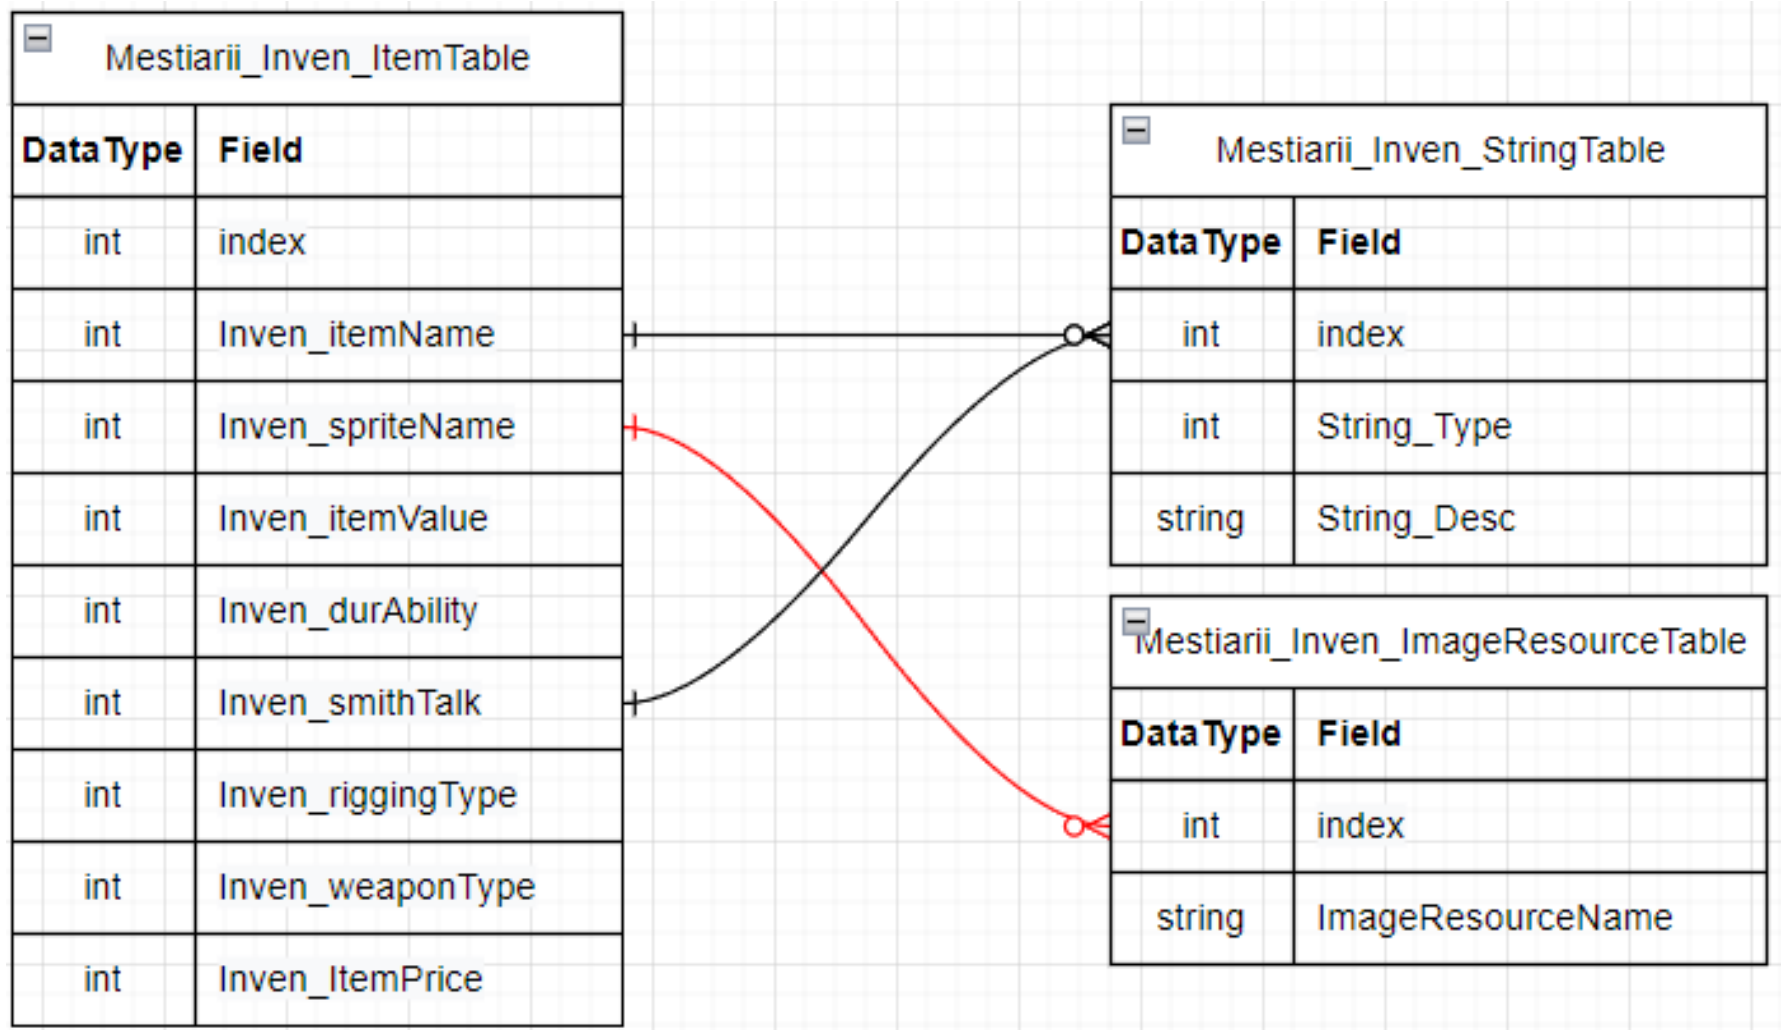 Mestiarii_Inven_ItemTable
DataType Field
int index
int Inven_itemName
int Inven_spriteName
int Inven_itemValue
int Inven_durAbility
int Inven_smithTalk
int Inven_riggingType
int Inven_weaponType
int Inven_ItemPrice
Mestiarii_Inven_StringTable
DataType Field
int index
int String_Type
string String_Desc
Mestiarii_Inven_ImageResourceTable
DataType Field
int index
string ImageResourceName